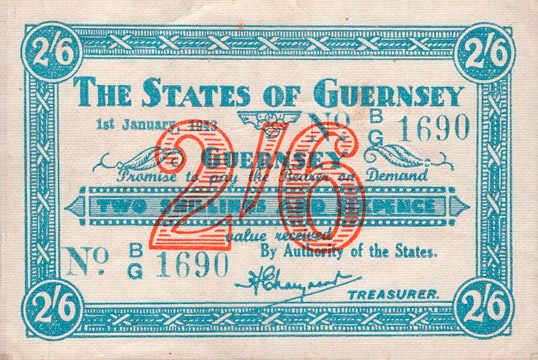 2/6 2/6
THE STATES OF GUERNSEY
1st January, 1943 No B/G 1690
GUERNSEY
Promise to pay the Bearer on Demand
TWO SHILLINGS AND SIXPENCE
2/6
value received
By Authority of the States.
No B/G 1690
TREASURER.
2/6 2/6